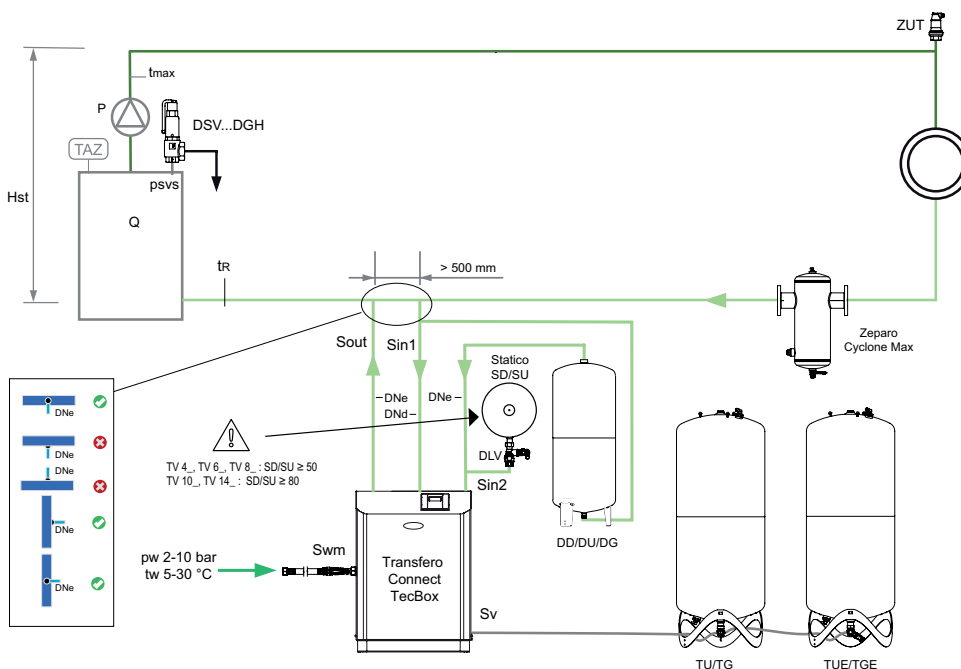 ZUT
tmax
P
DSV...DGH
TAZ
psvs
Hst
Q
tR
> 500 mm
Sout
Sin1
Zeparo
Cyclone Max
Statico
SD/SU
DNe
DNe
DNd
DNe
DNe
DLV
TV 4_, TV 6_, TV 8_ : SD/SU ≥ 50
TV 10_, TV 14_ : SD/SU ≥ 80
Sin2
DNe
DNe
DD/DU/DG
Swm
pw 2-10 bar
tw 5-30 °C
Transfero
Connect
TecBox
DNe
Sv
TU/TG
TUE/TGE